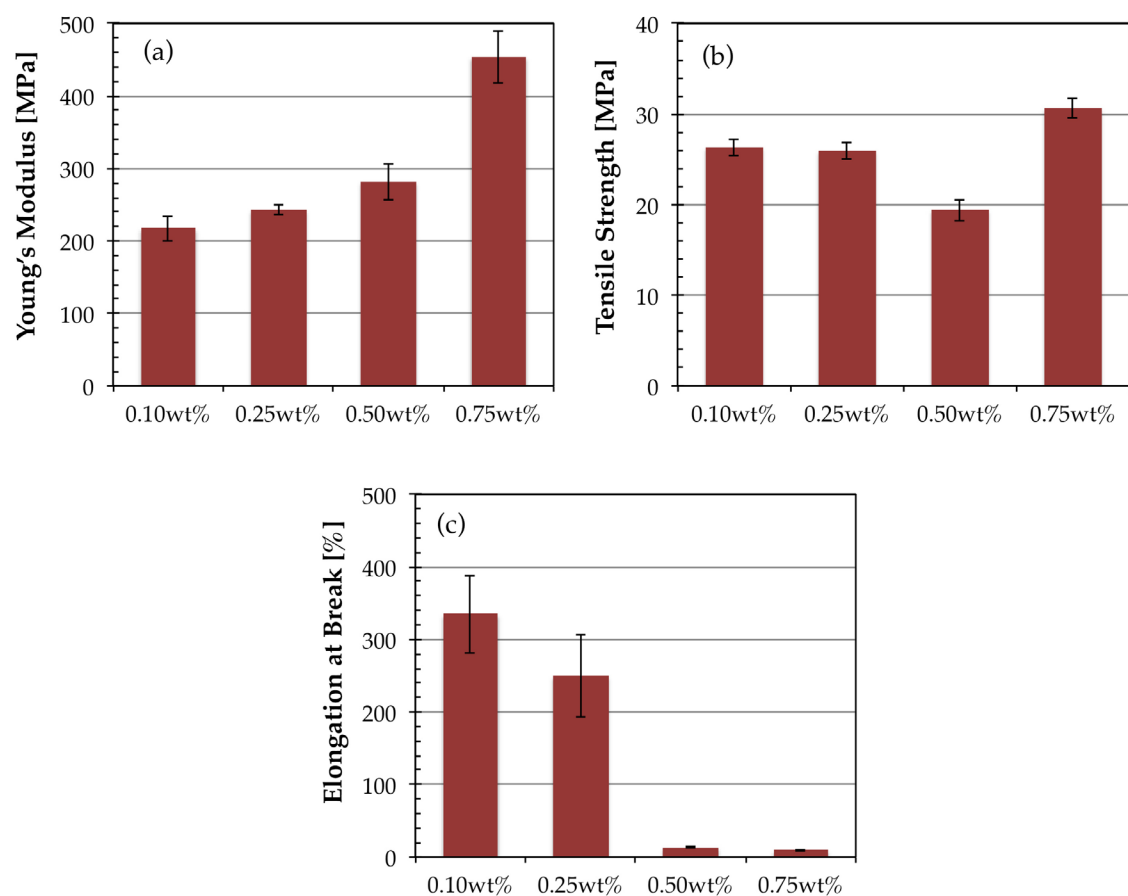 (a)
Young's Modulus [MPa]
500
400
300
200
100
0
0.10wt% 0.25wt% 0.50wt% 0.75wt%
(b)
Tensile Strength [MPa]
40
30
20
10
0
0.10wt% 0.25wt% 0.50wt% 0.75wt%
(c)
Elongation at Break [%]
500
400
300
200
100
0
0.10wt% 0.25wt% 0.50wt% 0.75wt%